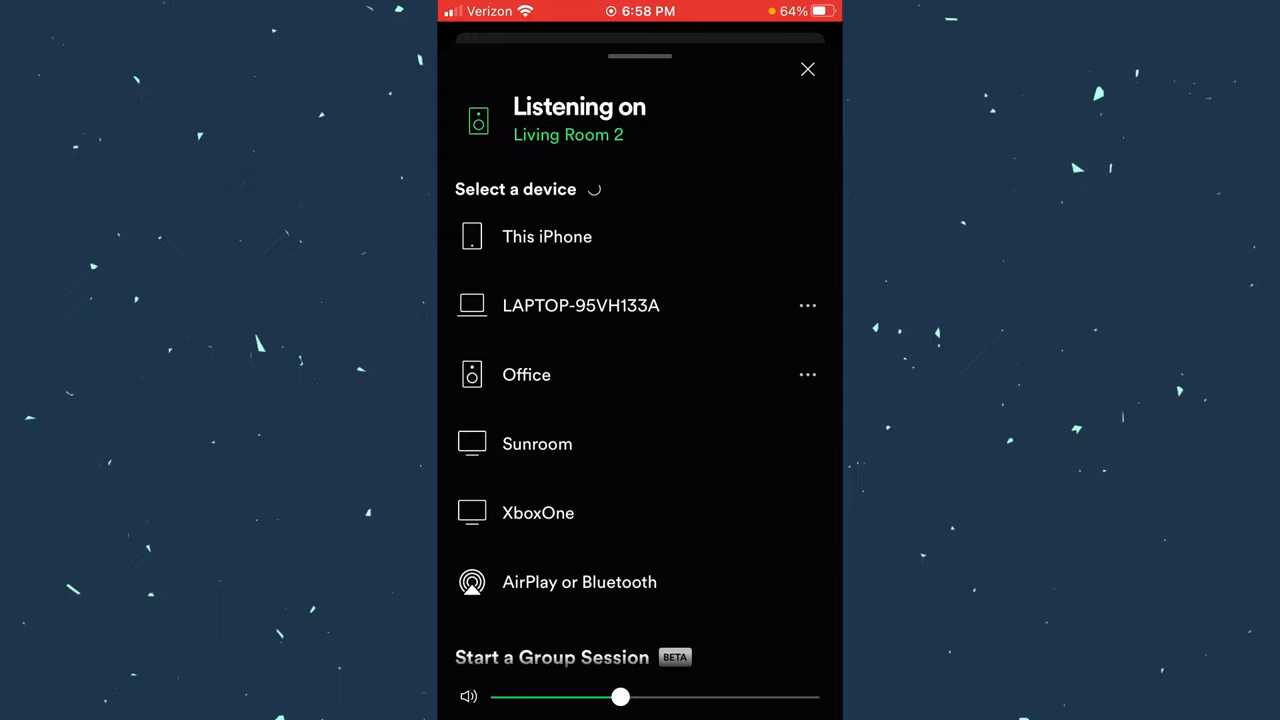 Verizon 6:58 PM 64%
Listening on
Living Room 2
Select a device
This iPhone
LAPTOP-95VH133A
Office
Sunroom
XboxOne
AirPlay or Bluetooth
Start a Group Session BETA